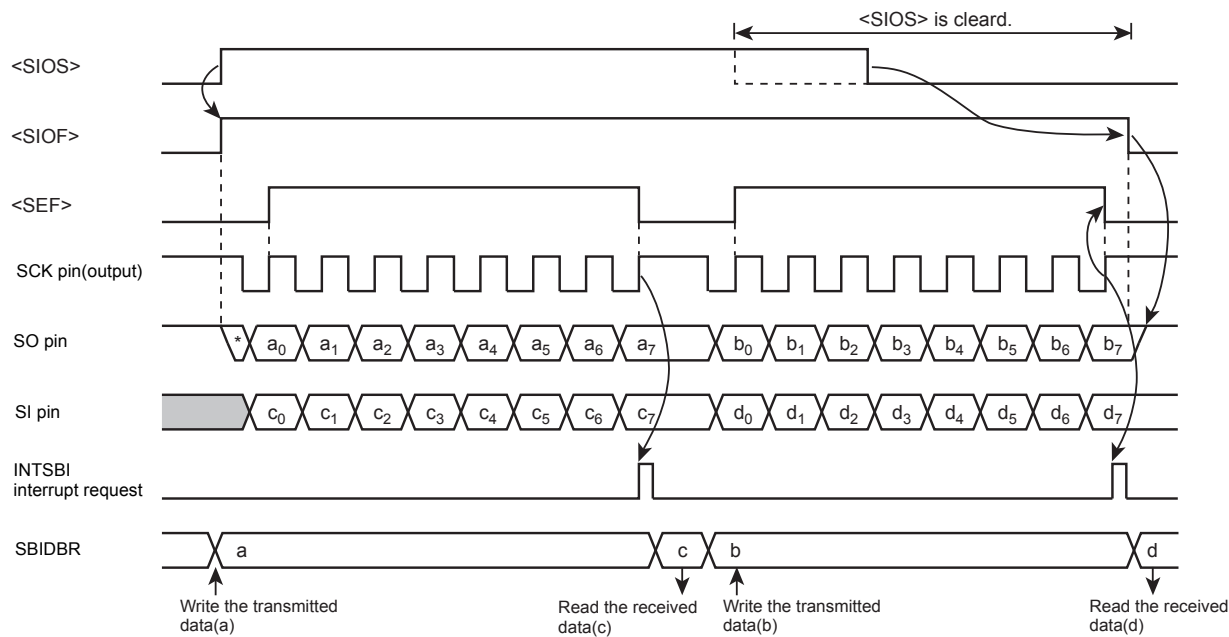 <SIOS> is cleard.
<SIOS>
<SIOF>
<SEF>
SCK pin(output)
SO pin
* a0 a1 a2 a3 a4 a5 a6 a7 b0 b1 b2 b3 b4 b5 b6 b7
SI pin
c0 c1 c2 c3 c4 c5 c6 c7 d0 d1 d2 d3 d4 d5 d6 d7
INTSBI
interrupt request
SBIDBR
a c b d
Write the transmitted
data(a)
Read the received
data(c)
Write the transmitted
data(b)
Read the received
data(d)